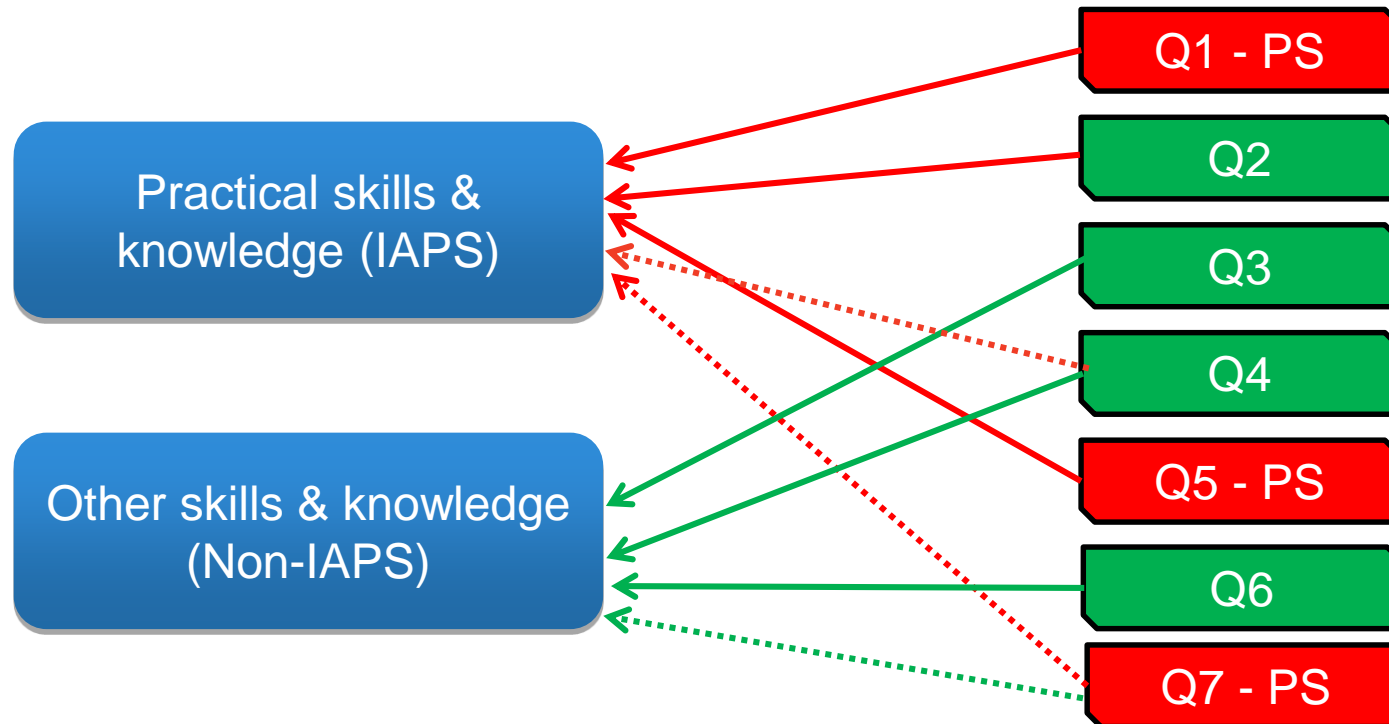 Practical skills &
knowledge (IAPS)
Other skills & knowledge
(Non-IAPS)
Q1 - PS
Q2
Q3
Q4
Q5 - PS
Q6
Q7 - PS